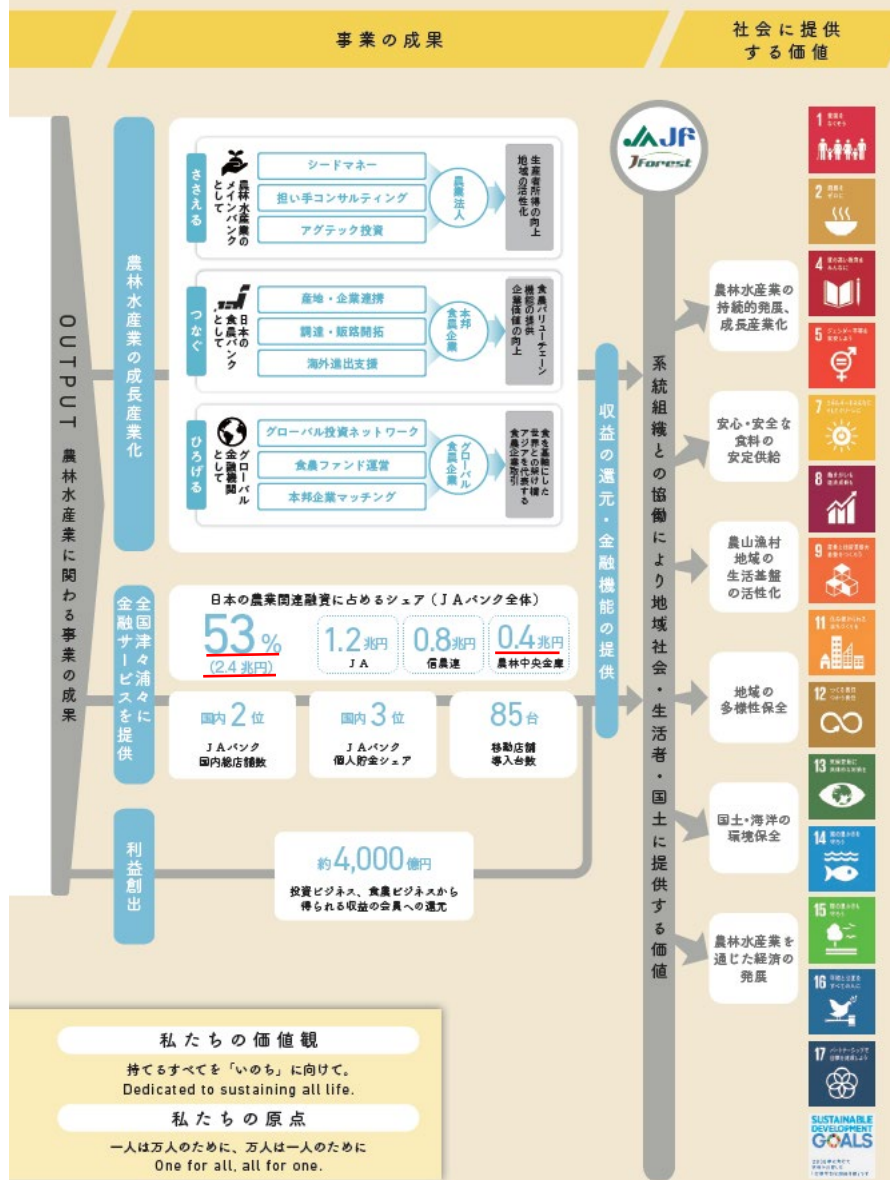 事業の成果
社会に提供
する価値
OUTPUT 農林水産業に関わる事業の成果
農林水産業の成長産業化
ささえる
農林水産業の
メインバンク
として
シードマネー
担い手コンサルティング
アグテック投資
農業法人
生産者所得の向上
地域の活性化
つなぐ
日本の
食農バンク
として
産地・企業連携
調達・販路開拓
海外進出支援
本邦
食農企業
食農バリューチェーン
機能の提供
企業価値の向上
ひろげる
グローバル
金融機関
として
グローバル投資ネットワーク
食農ファンド運営
本邦企業マッチング
グローバル
食農企業
食を基軸にした
世界との架け橋
アジアを代表する
食農企業取引
全国津々浦々に
金融サービスを提供
日本の農業関連融資に占めるシェア(JAバンク全体)
53%
(2.4兆円)
1.2兆円
JA
0.8兆円
信農連
0.4兆円
農林中央金庫
国内2位
JAバンク
国内総店舗数
国内3位
JAバンク
個人貯金シェア
85台
移動店舗
導入台数
利益創出
約4,000億円
投資ビジネス、食農ビジネスから
得られる収益の会員への還元
収益の還元・金融機能の提供
JA JF
JForest
系統組織との協働により地域社会・生活者・国土に提供する価値
農林水産業の
持続的発展、
成長産業化
安心・安全な
食料の
安定供給
農山漁村
地域の
生活基盤
の活性化
地域の
多様性保全
国土・海洋の
環境保全
農林水産業を
通じた経済の
発展
1
2
4
5
7
8
9
11
12
13
14
15
16
17
SUSTAINABLE
DEVELOPMENT
GOALS
私たちの価値観
持てるすべてを「いのち」に向けて。
Dedicated to sustaining all life.
私たちの原点
一人は万人のために、万人は一人のために
One for all, all for one.